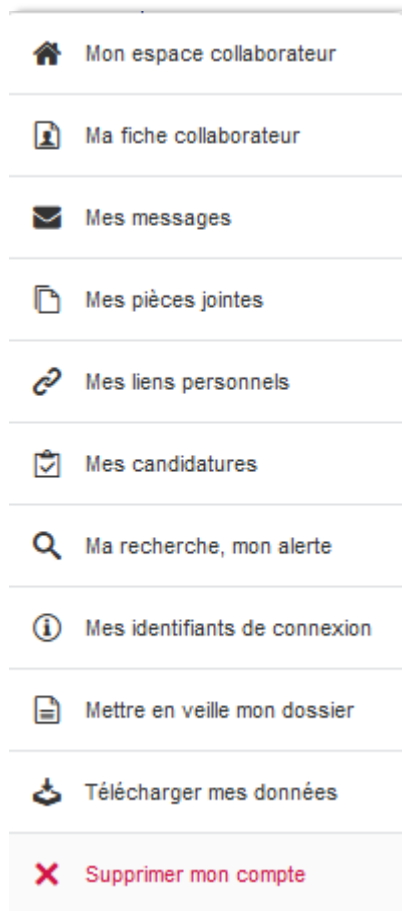 Mon espace collaborateur
Ma fiche collaborateur
Mes messages
Mes pièces jointes
Mes liens personnels
Mes candidatures
Ma recherche, mon alerte
Mes identifiants de connexion
Mettre en veille mon dossier
Télécharger mes données
Supprimer mon compte